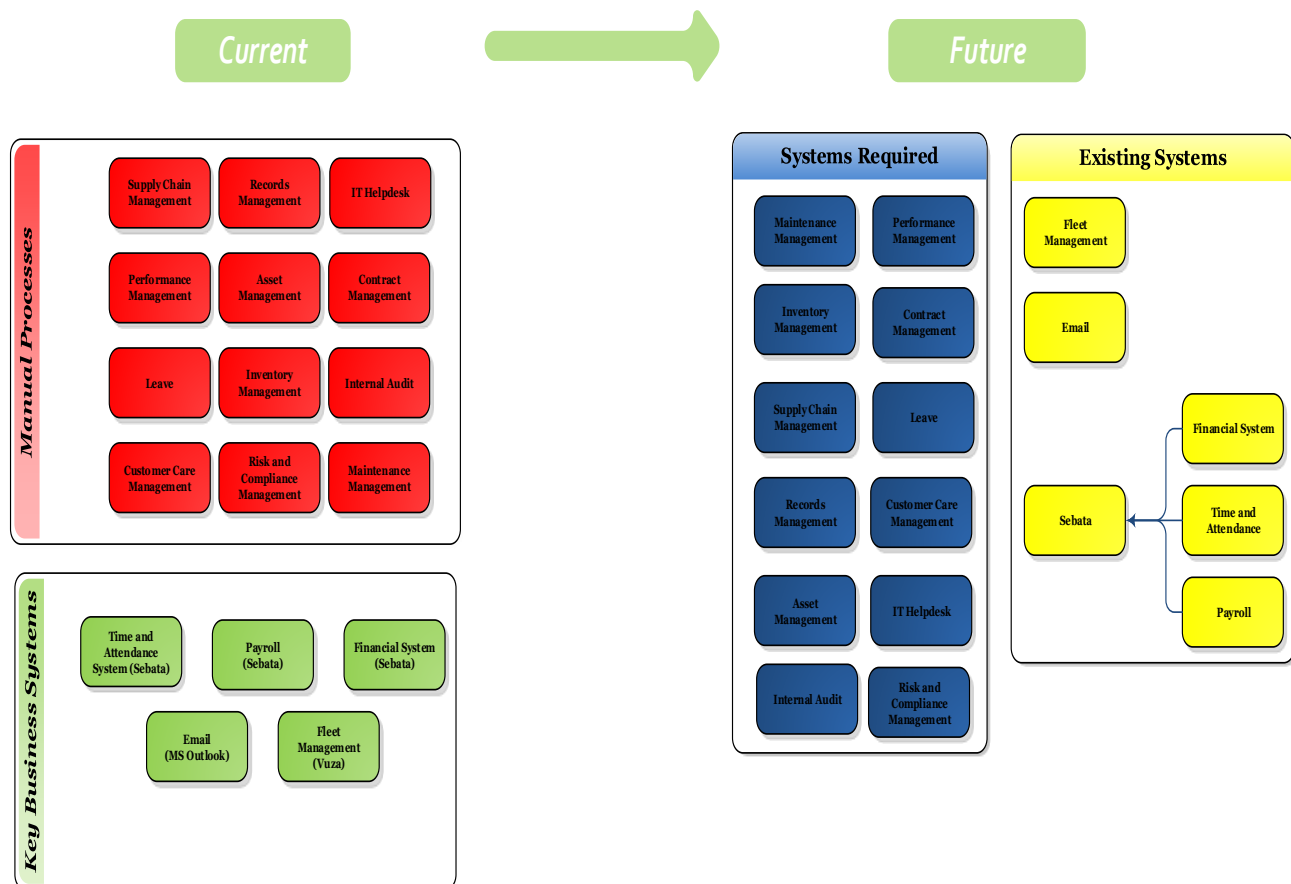 Current
Future
Manual Processes
Supply Chain
Management
Records
Management
IT Helpdesk
Performance
Management
Asset
Management
Contract
Management
Leave
Inventory
Management
Internal Audit
Customer Care
Management
Risk and
Compliance
Management
Maintenance
Management
Key Business Systems
Time and
Attendance
System (Sebata)
Payroll
(Sebata)
Financial System
(Sebata)
Email
(MS Outlook)
Fleet
Management
(Vuza)
Systems Required
Maintenance
Management
Performance
Management
Inventory
Management
Contract
Management
Supply Chain
Management
Leave
Records
Management
Customer Care
Management
Asset
Management
IT Helpdesk
Internal Audit
Risk and
Compliance
Management
Existing Systems
Fleet
Management
Email
Financial System
Sebata
Time and
Attendance
Payroll